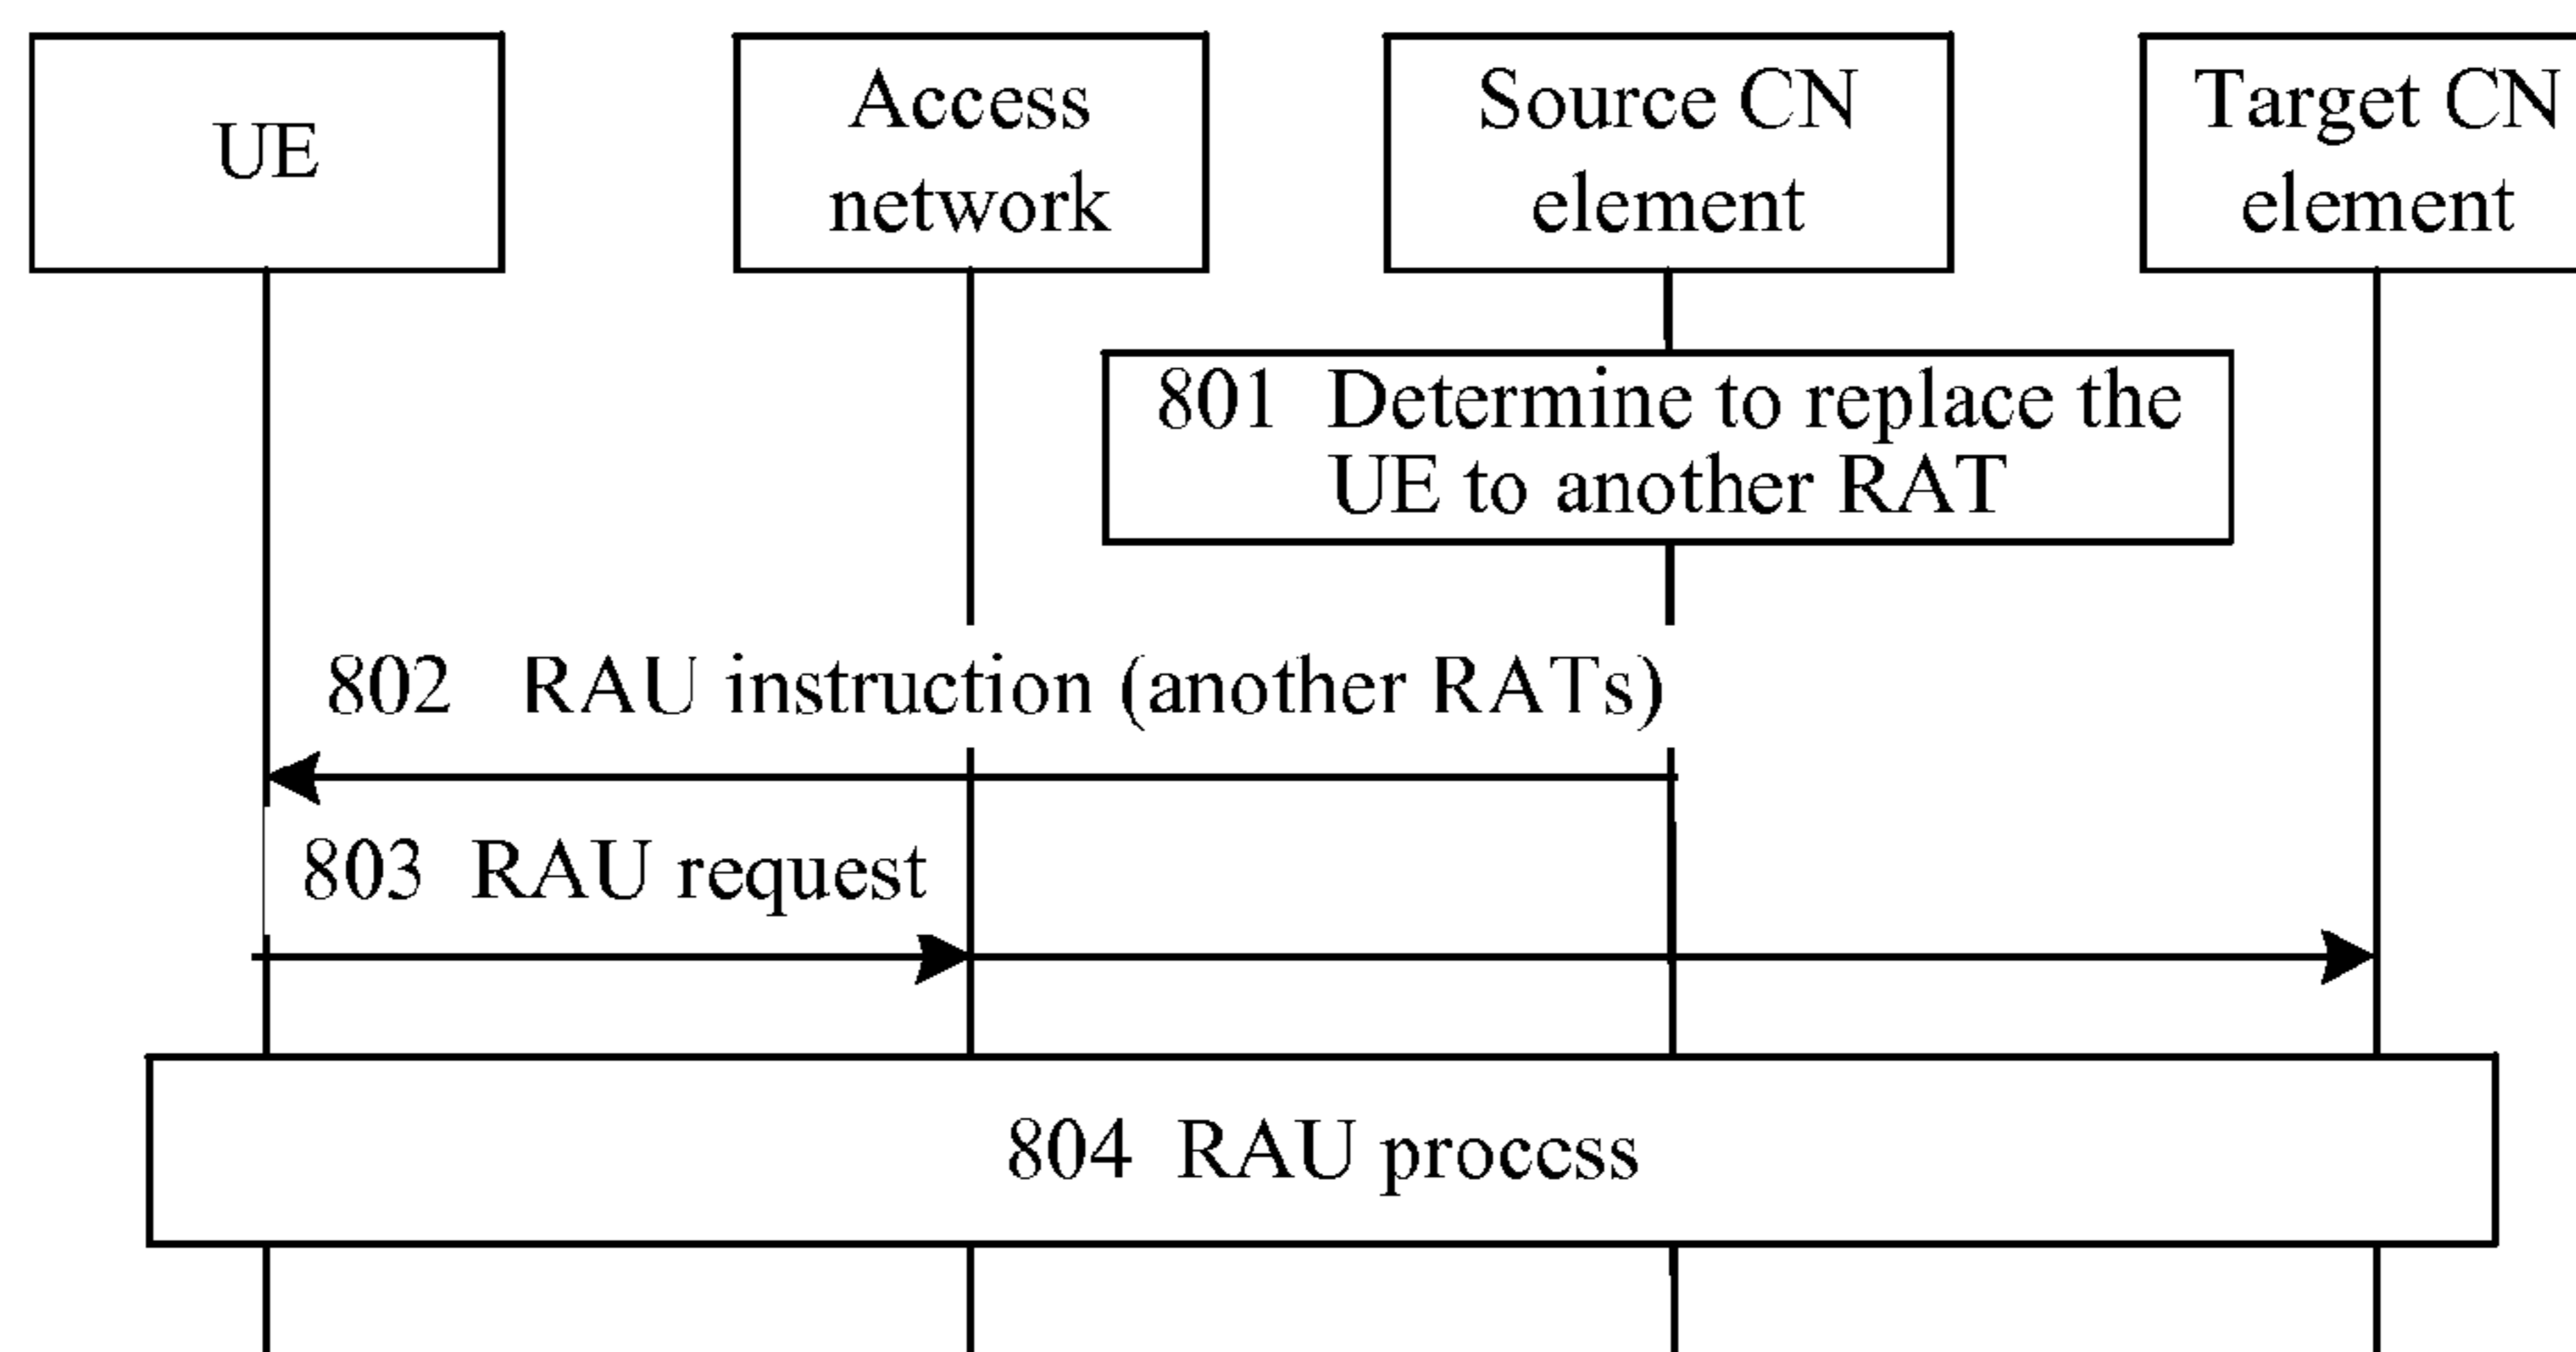 UE
Access
network
Source CN
element
Target CN
element
801 Determine to replace the
UE to another RAT
802 RAU instruction (another RATs)
803 RAU request
804 RAU process